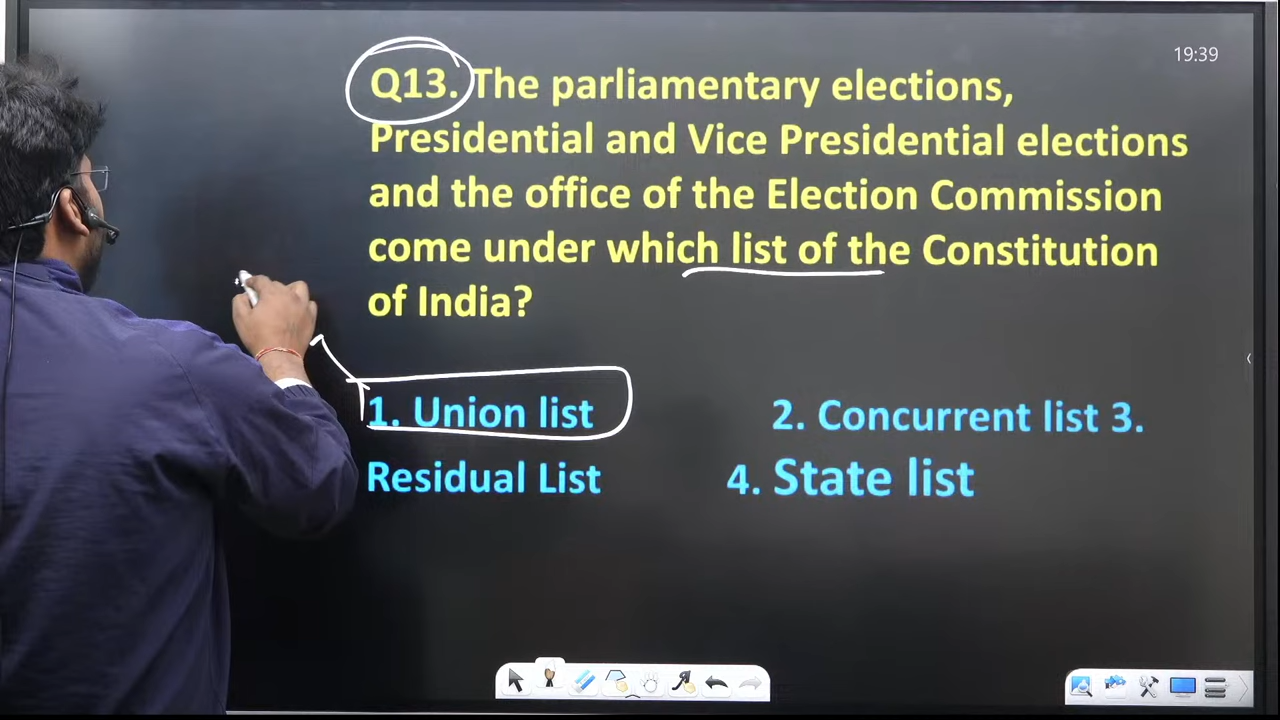 19:39
Q13. The parliamentary elections,
Presidential and Vice Presidential elections
and the office of the Election Commission
come under which list of the Constitution
of India?
1. Union list 2. Concurrent list 3.
Residual List 4. State list